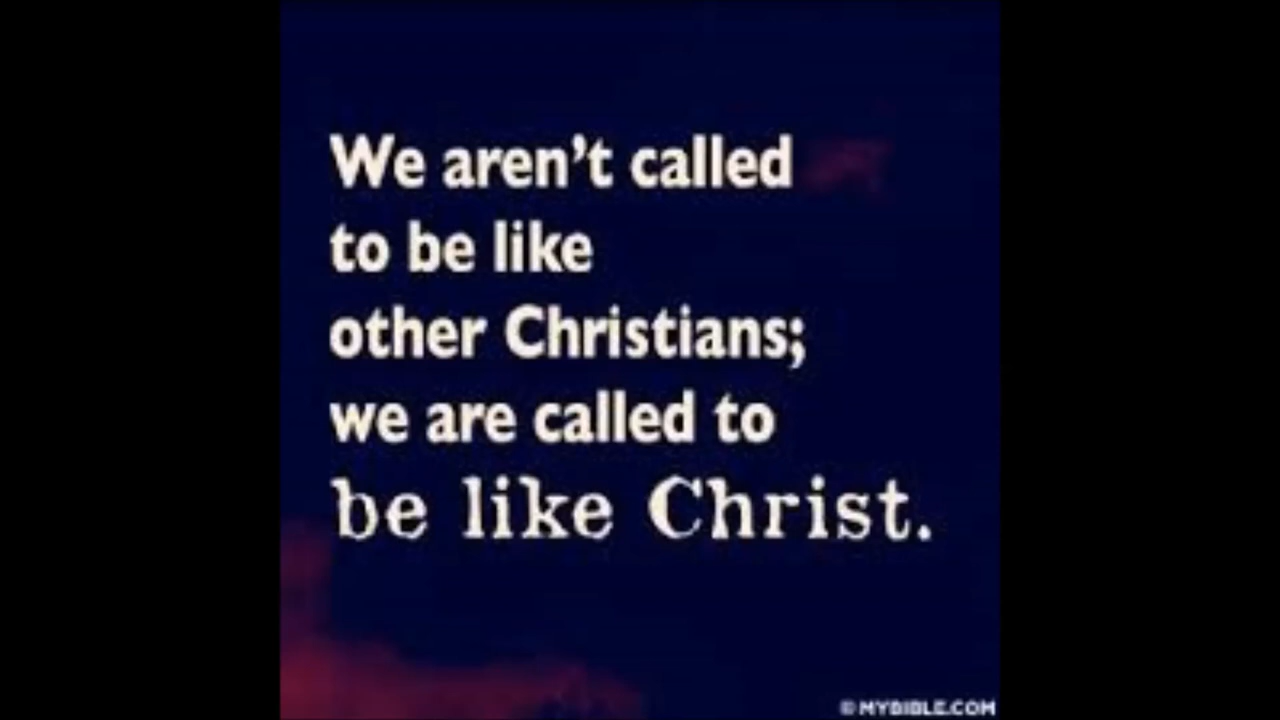 We aren’t called
to be like
other Christians;
we are called to
be like Christ.
© MYBIBLE.COM